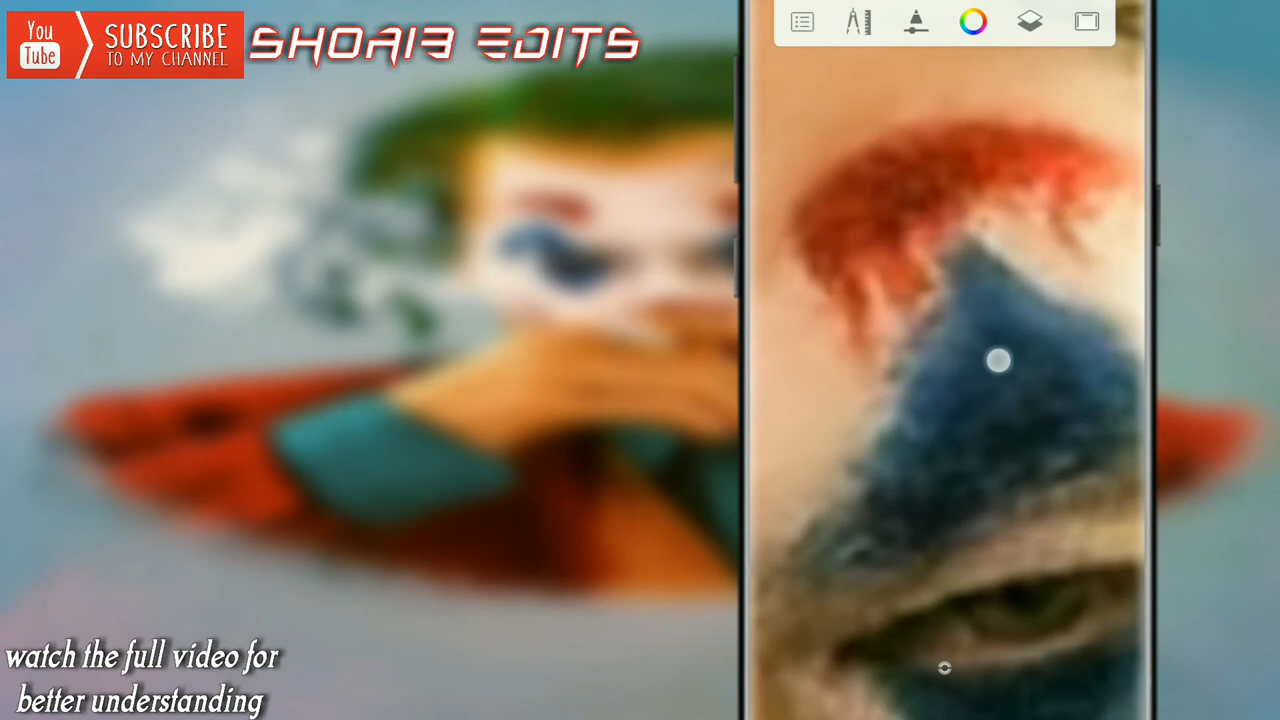 You
Tube
SUBSCRIBE
TO MY CHANNEL
SHOAIB EDITS
watch the full video for
better understanding